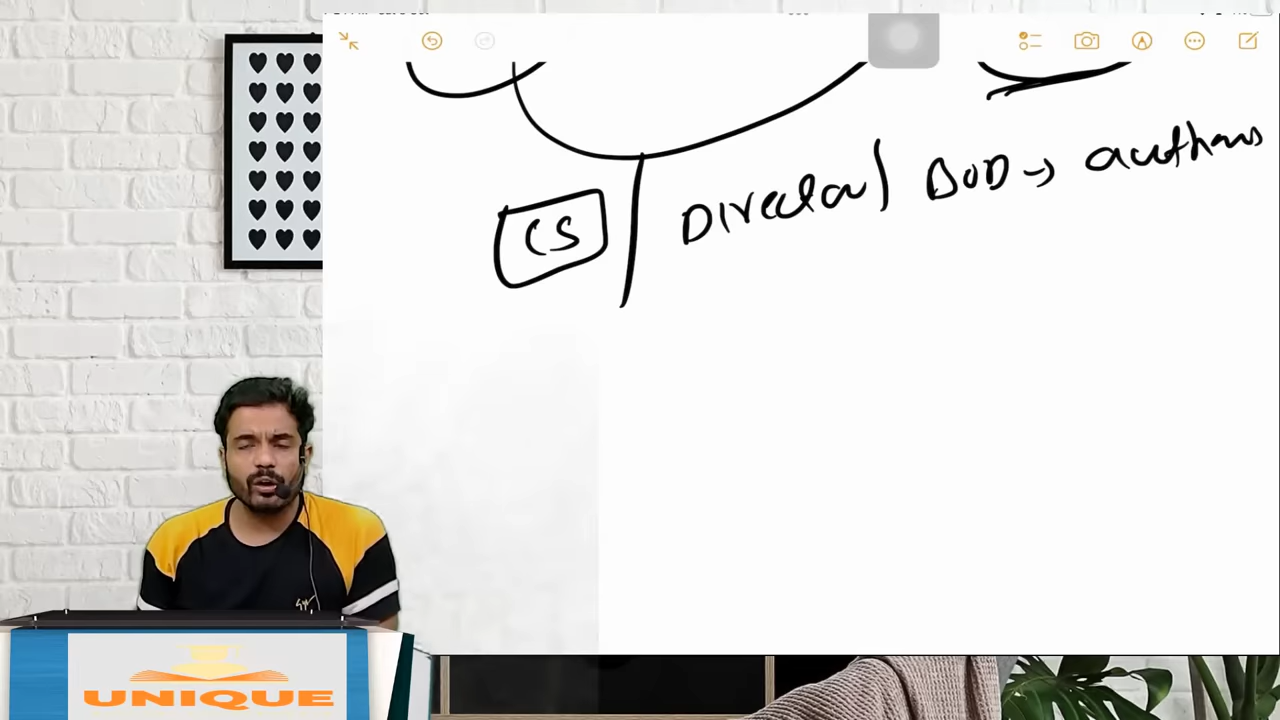 CS | Director | BOD → authors
UNIQUE